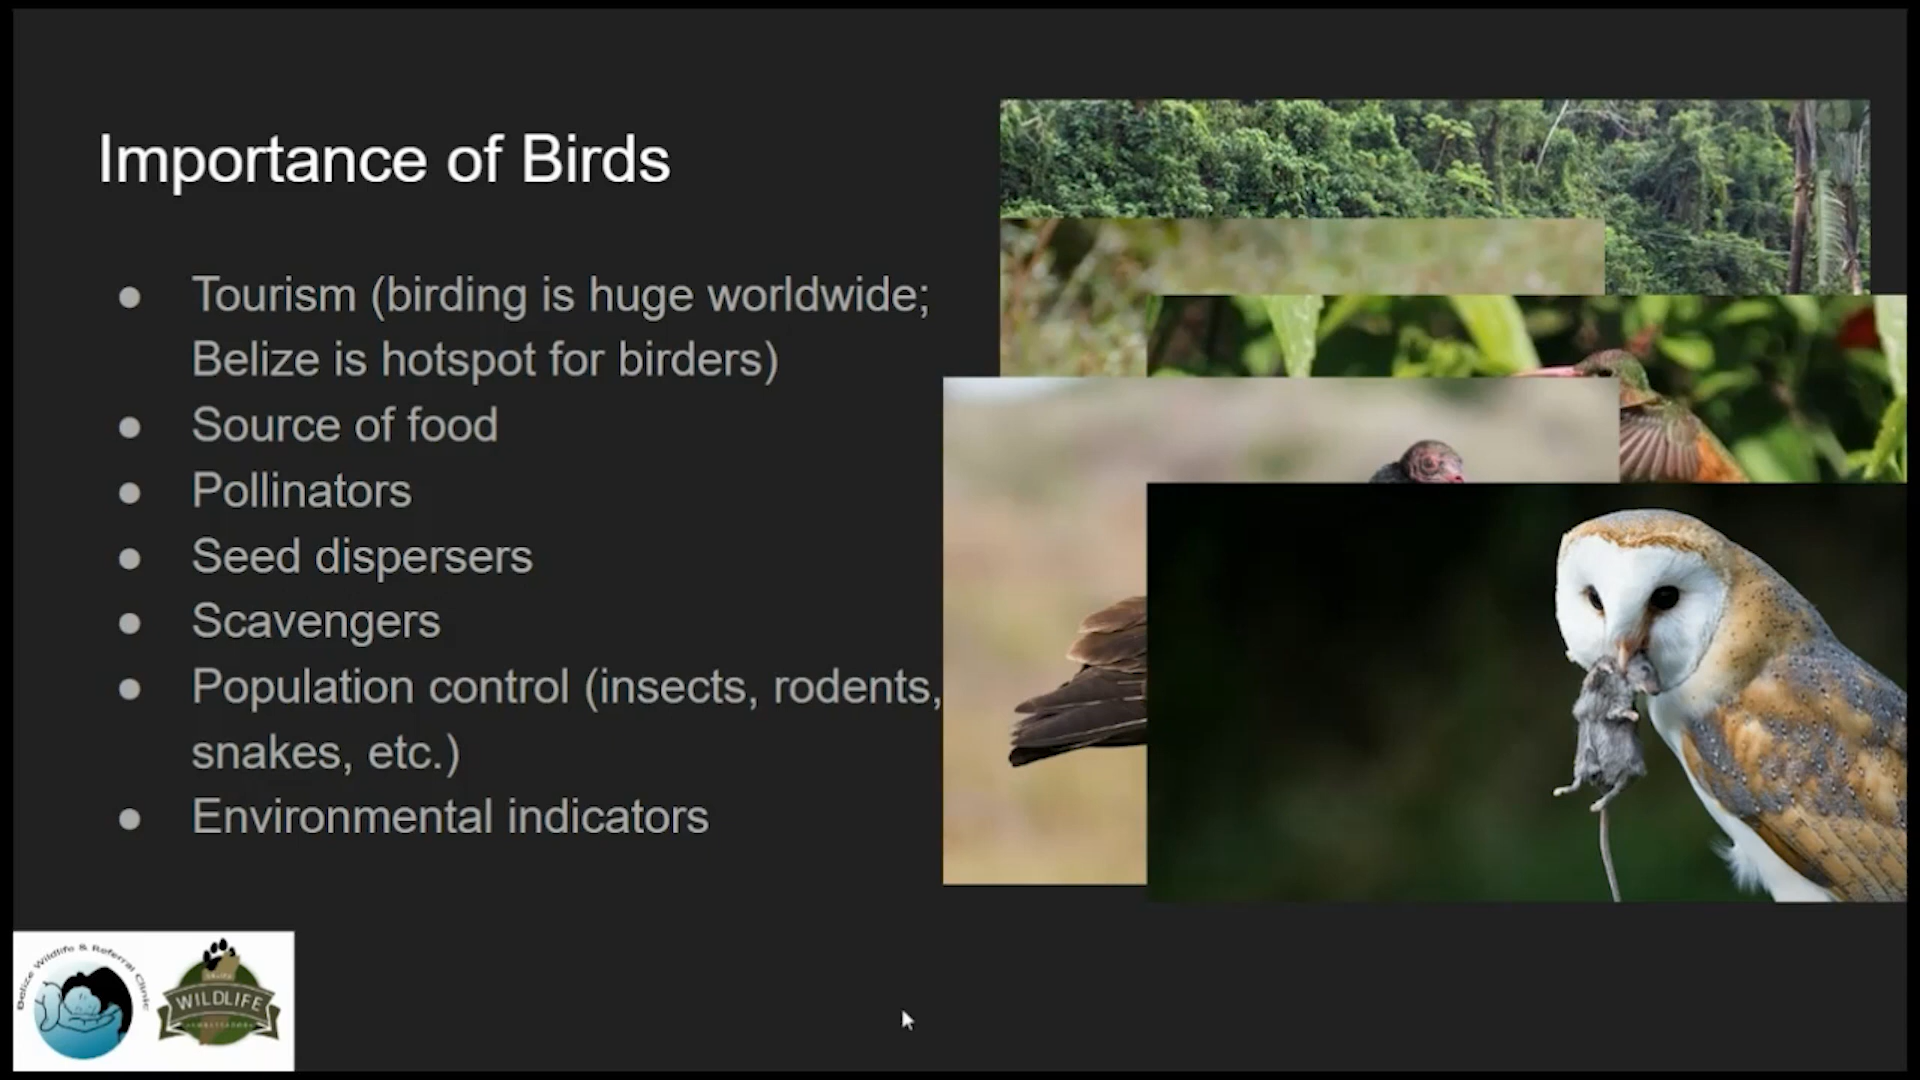 Importance of Birds
● Tourism (birding is huge worldwide;
Belize is hotspot for birders)
● Source of food
● Pollinators
● Seed dispersers
● Scavengers
● Population control (insects, rodents,
snakes, etc.)
● Environmental indicators
Belize Wildlife & Referral Clinic
WILDLIFE